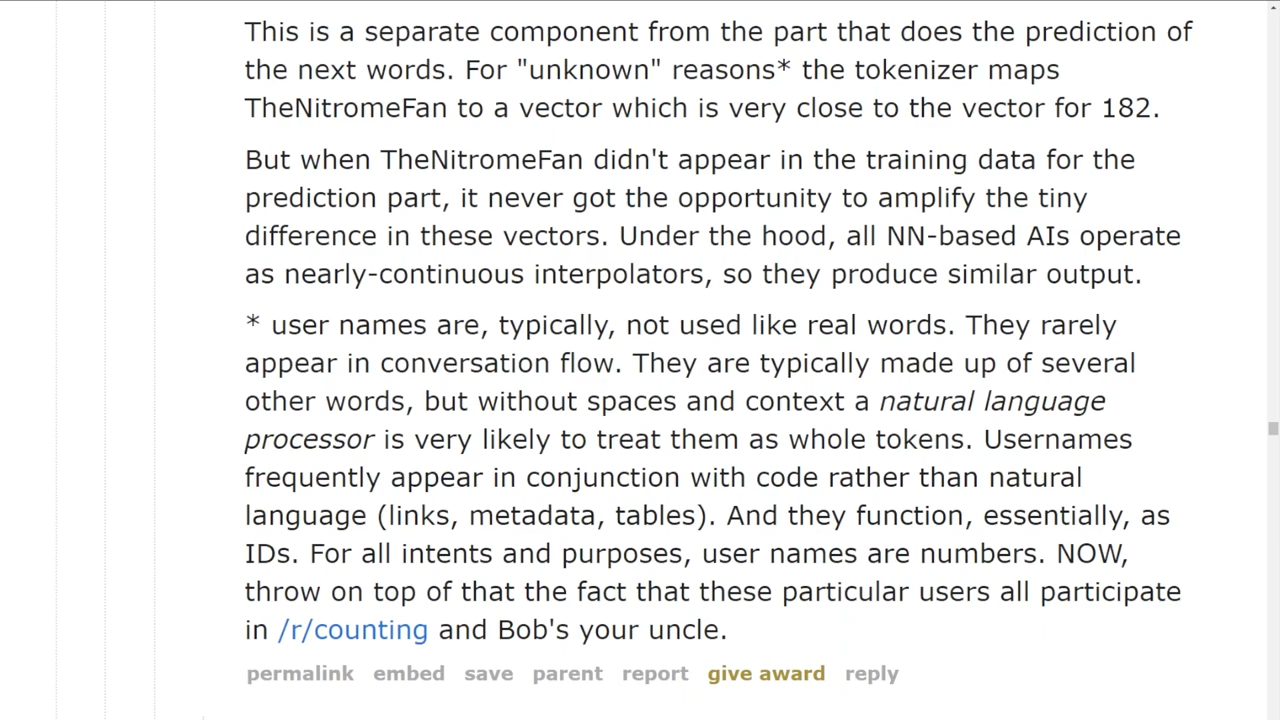 This is a separate component from the part that does the prediction of
the next words. For "unknown" reasons* the tokenizer maps
TheNitromeFan to a vector which is very close to the vector for 182.
But when TheNitromeFan didn't appear in the training data for the
prediction part, it never got the opportunity to amplify the tiny
difference in these vectors. Under the hood, all NN-based AIs operate
as nearly-continuous interpolators, so they produce similar output.
* user names are, typically, not used like real words. They rarely
appear in conversation flow. They are typically made up of several
other words, but without spaces and context a natural language
processor is very likely to treat them as whole tokens. Usernames
frequently appear in conjunction with code rather than natural
language (links, metadata, tables). And they function, essentially, as
IDs. For all intents and purposes, user names are numbers. NOW,
throw on top of that the fact that these particular users all participate
in /r/counting and Bob's your uncle.
permalink embed save parent report give award reply